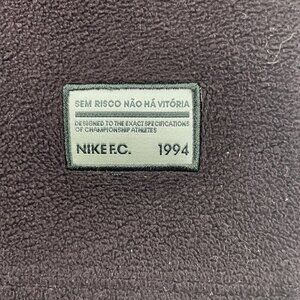 SEM RISCO NÃO HÁ VITÓRIA
DESIGNED TO THE EXACT SPECIFICATIONS
OF CHAMPIONSHIP ATHLETES
NIKE F.C. 1994